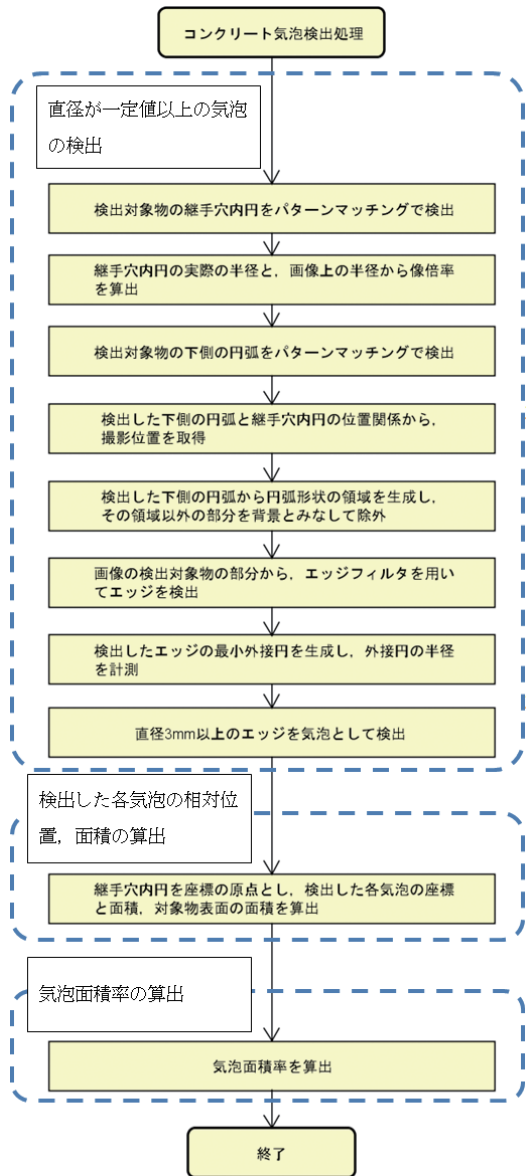 コンクリート気泡検出処理
直径が一定値以上の気泡
の検出
検出対象物の継手穴内円をパターンマッチングで検出
継手穴内円の実際の半径と，画像上の半径から像倍率
を算出
検出対象物の下側の円弧をパターンマッチングで検出
検出した下側の円弧と継手穴内円の位置関係から，
撮影位置を取得
検出した下側の円弧から円弧形状の領域を生成し，
その領域以外の部分を背景とみなして除外
画像の検出対象物の部分から，エッジフィルタを用い
てエッジを検出
検出したエッジの最小外接円を生成し，外接円の半径
を計測
直径3mm以上のエッジを気泡として検出
検出した各気泡の相対位
置，面積の算出
継手穴内円を座標の原点とし，検出した各気泡の座標
と面積，対象物表面の面積を算出
気泡面積率の算出
気泡面積率を算出
終了